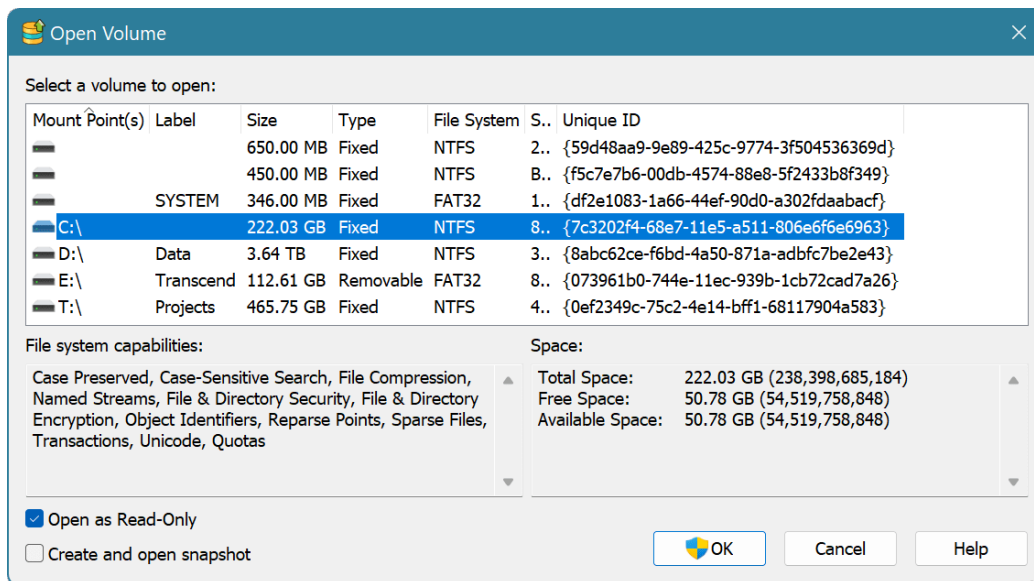 Open Volume
Select a volume to open:
Mount Point(s) Label Size Type File System S.. Unique ID
650.00 MB Fixed NTFS 2.. {59d48aa9-9e89-425c-9774-3f504536369d}
450.00 MB Fixed NTFS B.. {f5c7e7b6-00db-4574-88e8-5f2433b8f349}
SYSTEM 346.00 MB Fixed FAT32 1.. {df2e1083-1a66-44ef-90d0-a302fdaabacf}
C:\ 222.03 GB Fixed NTFS 8.. {7c3202f4-68e7-11e5-a511-806e6f6e6963}
D:\ Data 3.64 TB Fixed NTFS 3.. {8abc62ce-f6bd-4a50-871a-adbfc7be2e43}
E:\ Transcend 112.61 GB Removable FAT32 8.. {073961b0-744e-11ec-939b-1cb72cad7a26}
T:\ Projects 465.75 GB Fixed NTFS 4.. {0ef2349c-75c2-4e14-bff1-68117904a583}
File system capabilities:
Case Preserved, Case-Sensitive Search, File Compression,
Named Streams, File & Directory Security, File & Directory
Encryption, Object Identifiers, Reparse Points, Sparse Files,
Transactions, Unicode, Quotas
Space:
Total Space: 222.03 GB (238,398,685,184)
Free Space: 50.78 GB (54,519,758,848)
Available Space: 50.78 GB (54,519,758,848)
Open as Read-Only
Create and open snapshot
OK Cancel Help